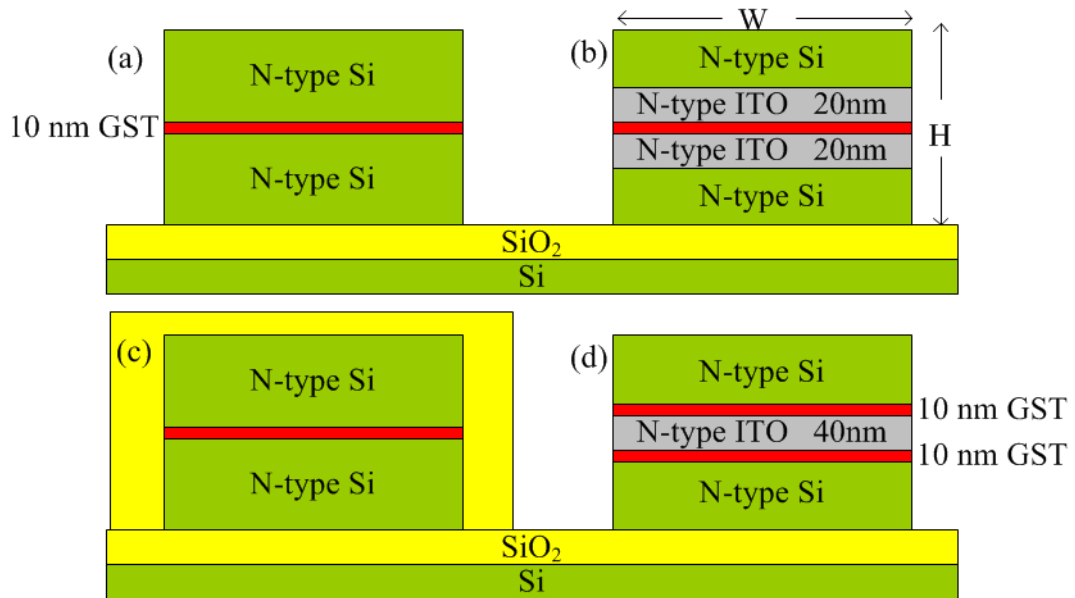 (a)
N-type Si
10 nm GST
N-type Si
(b)
W
H
N-type Si
N-type ITO 20nm
N-type ITO 20nm
N-type Si
SiO₂
Si
(c)
N-type Si
N-type Si
(d)
N-type Si
10 nm GST
N-type ITO 40nm
10 nm GST
N-type Si
SiO₂
Si